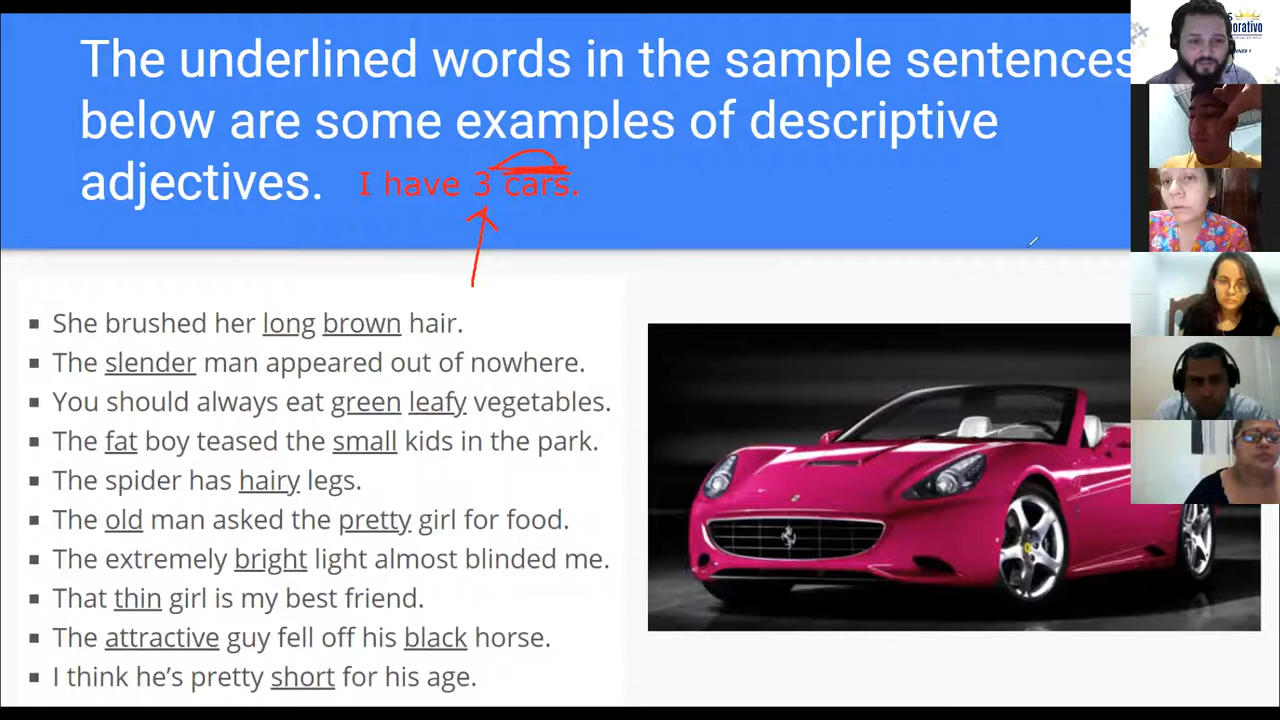 The underlined words in the sample sentences
below are some examples of descriptive
adjectives. I have 3 cars.
She brushed her long brown hair.
The slender man appeared out of nowhere.
You should always eat green leafy vegetables.
The fat boy teased the small kids in the park.
The spider has hairy legs.
The old man asked the pretty girl for food.
The extremely bright light almost blinded me.
That thin girl is my best friend.
The attractive guy fell off his black horse.
I think he’s pretty short for his age.